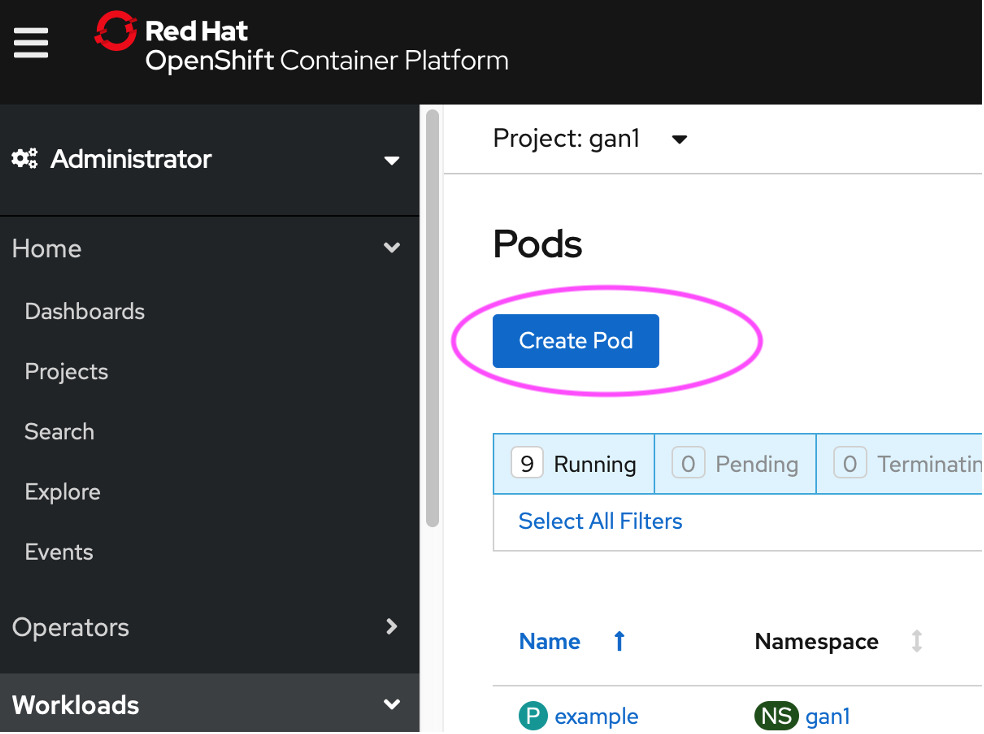 Red Hat
OpenShift Container Platform
Administrator
Home
Dashboards
Projects
Search
Explore
Events
Operators
Workloads
Project: gan1
Pods
Create Pod
9 Running 0 Pending 0 Terminatin
Select All Filters
Name Namespace
P example NS gan1